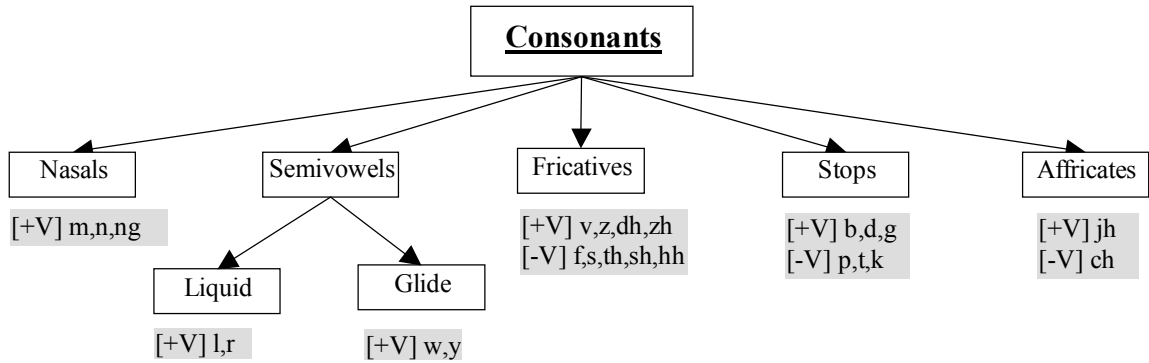 Consonants
Nasals
Semivowels
Fricatives
Stops
Affricates
[+V] m,n,ng
[+V] v,z,dh,zh
[-V] f,s,th,sh,hh
[+V] b,d,g
[-V] p,t,k
[+V] jh
[-V] ch
Liquid
Glide
[+V] l,r
[+V] w,y